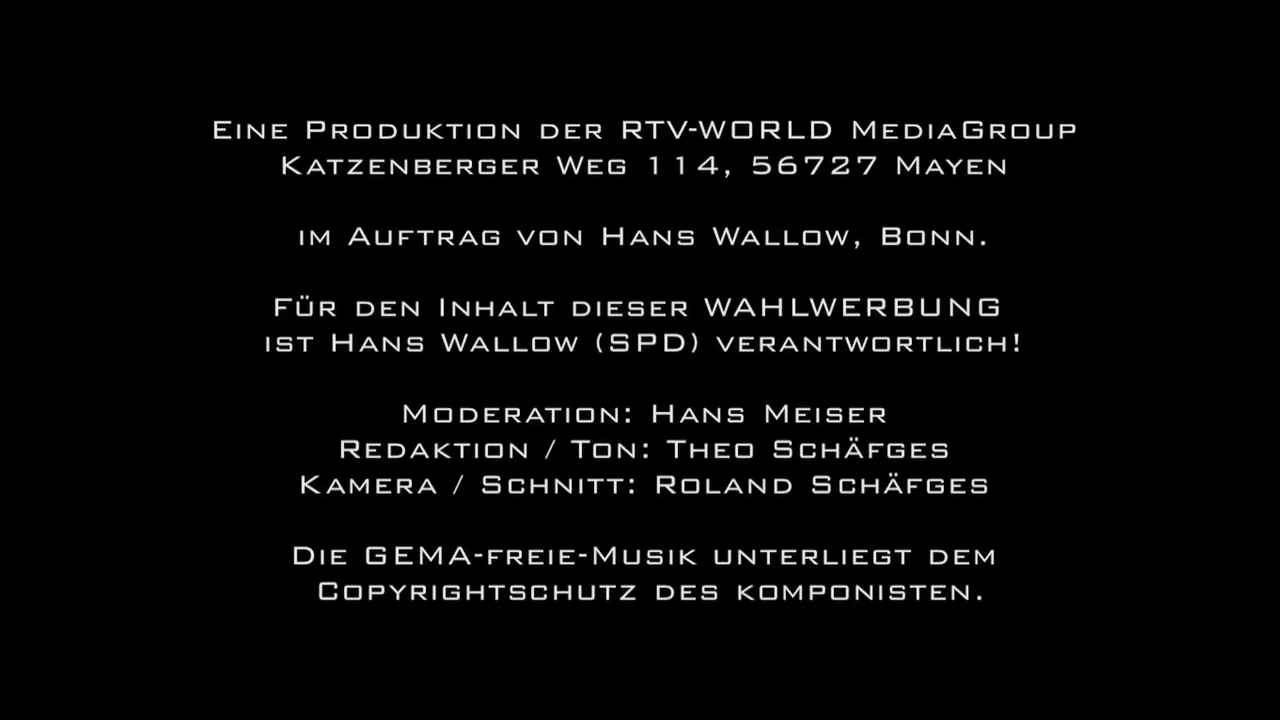 Eine Produktion der RTV-WORLD MediaGroup
Katzenberger Weg 114, 56727 Mayen
im Auftrag von Hans Wallow, Bonn.
Für den Inhalt dieser WAHLWERBUNG
ist Hans Wallow (SPD) verantwortlich!
Moderation: Hans Meiser
Redaktion / Ton: Theo Schäfges
Kamera / Schnitt: Roland Schäfges
Die GEMA-freie-Musik unterliegt dem
Copyrightschutz des komponisten.